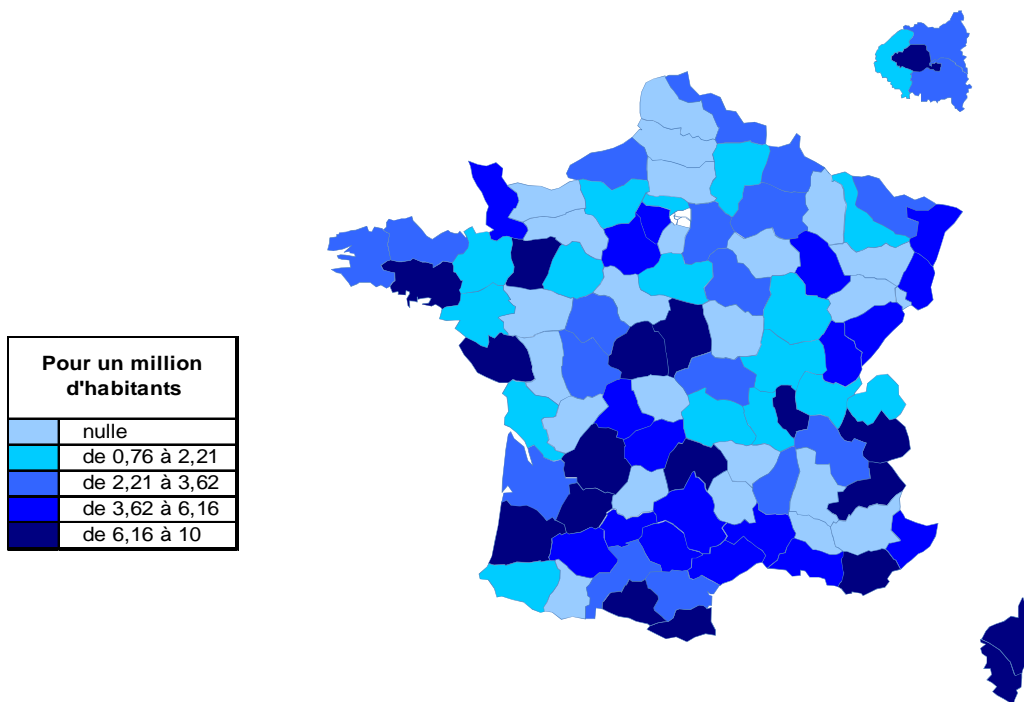 Pour un million
d'habitants
nulle
de 0,76 à 2,21
de 2,21 à 3,62
de 3,62 à 6,16
de 6,16 à 10